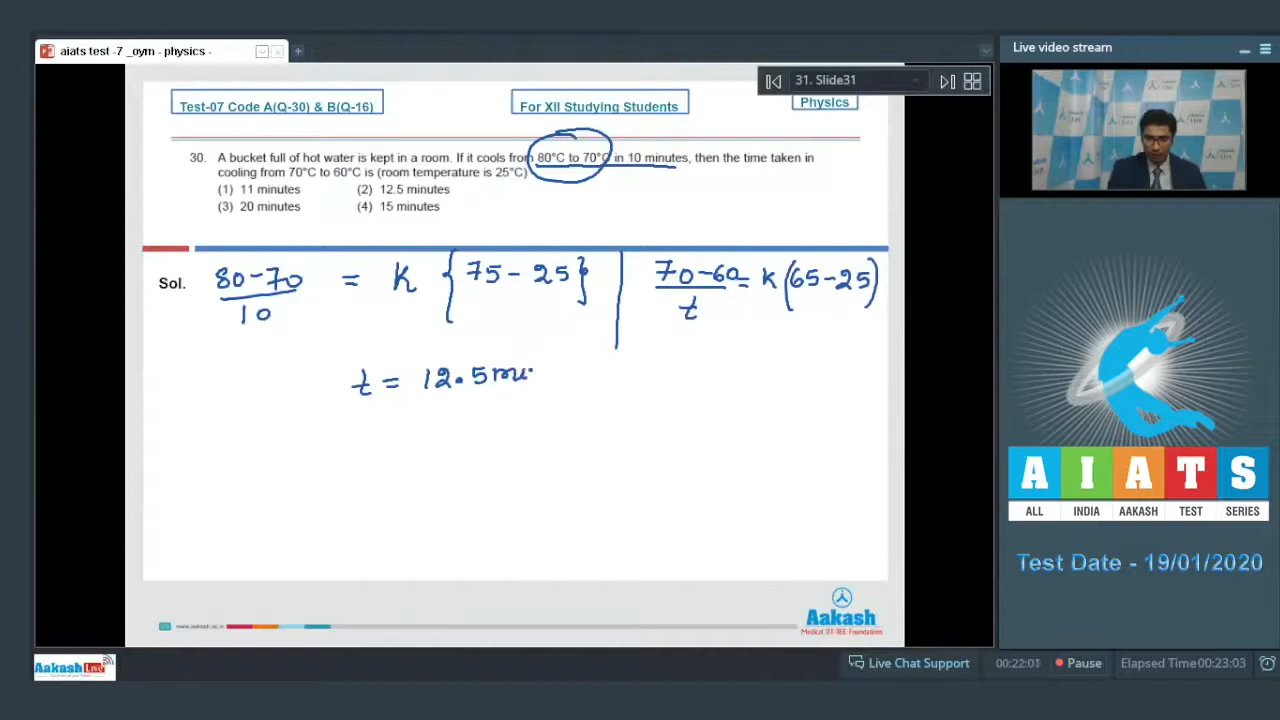 aiats test -7 _oym - physics -
Live video stream
31. Slide31
Test-07 Code A(Q-30) & B(Q-16)
For XII Studying Students
Physics
30. A bucket full of hot water is kept in a room. If it cools from 80°C to 70°C in 10 minutes, then the time taken in
cooling from 70°C to 60°C is (room temperature is 25°C)
(1) 11 minutes (2) 12.5 minutes
(3) 20 minutes (4) 15 minutes
Sol. 80-70 = K {75-25} | 70-60 = K(65-25)
10 t
t = 12.5 min
A I A T S
ALL INDIA AAKASH TEST SERIES
Test Date - 19/01/2020
Aakash
Medical | IIT-JEE | Foundations
Aakash Live
Live Chat Support
00:22:01
Pause
Elapsed Time 00:23:03